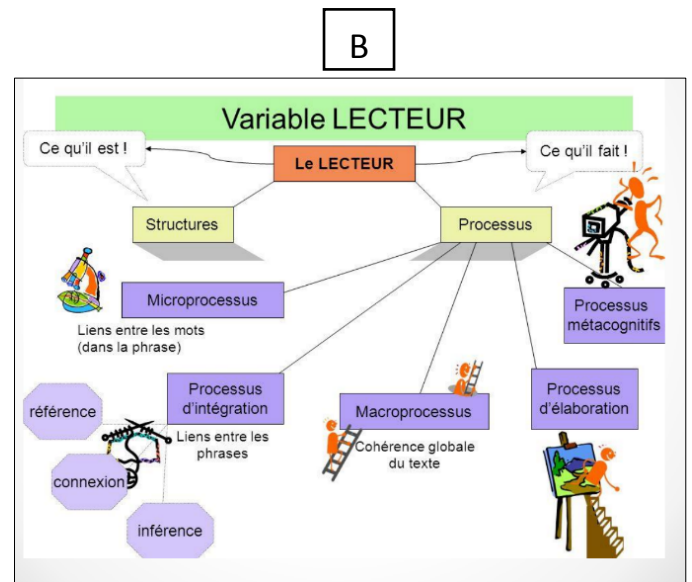 B
Variable LECTEUR
Ce qu'il est !
Ce qu'il fait !
Le LECTEUR
Structures
Processus
Microprocessus
Liens entre les mots
(dans la phrase)
Processus
métacognitifs
Processus
d'intégration
Liens entre les
phrases
référence
connexion
inférence
Macroprocessus
Cohérence globale
du texte
Processus
d'élaboration